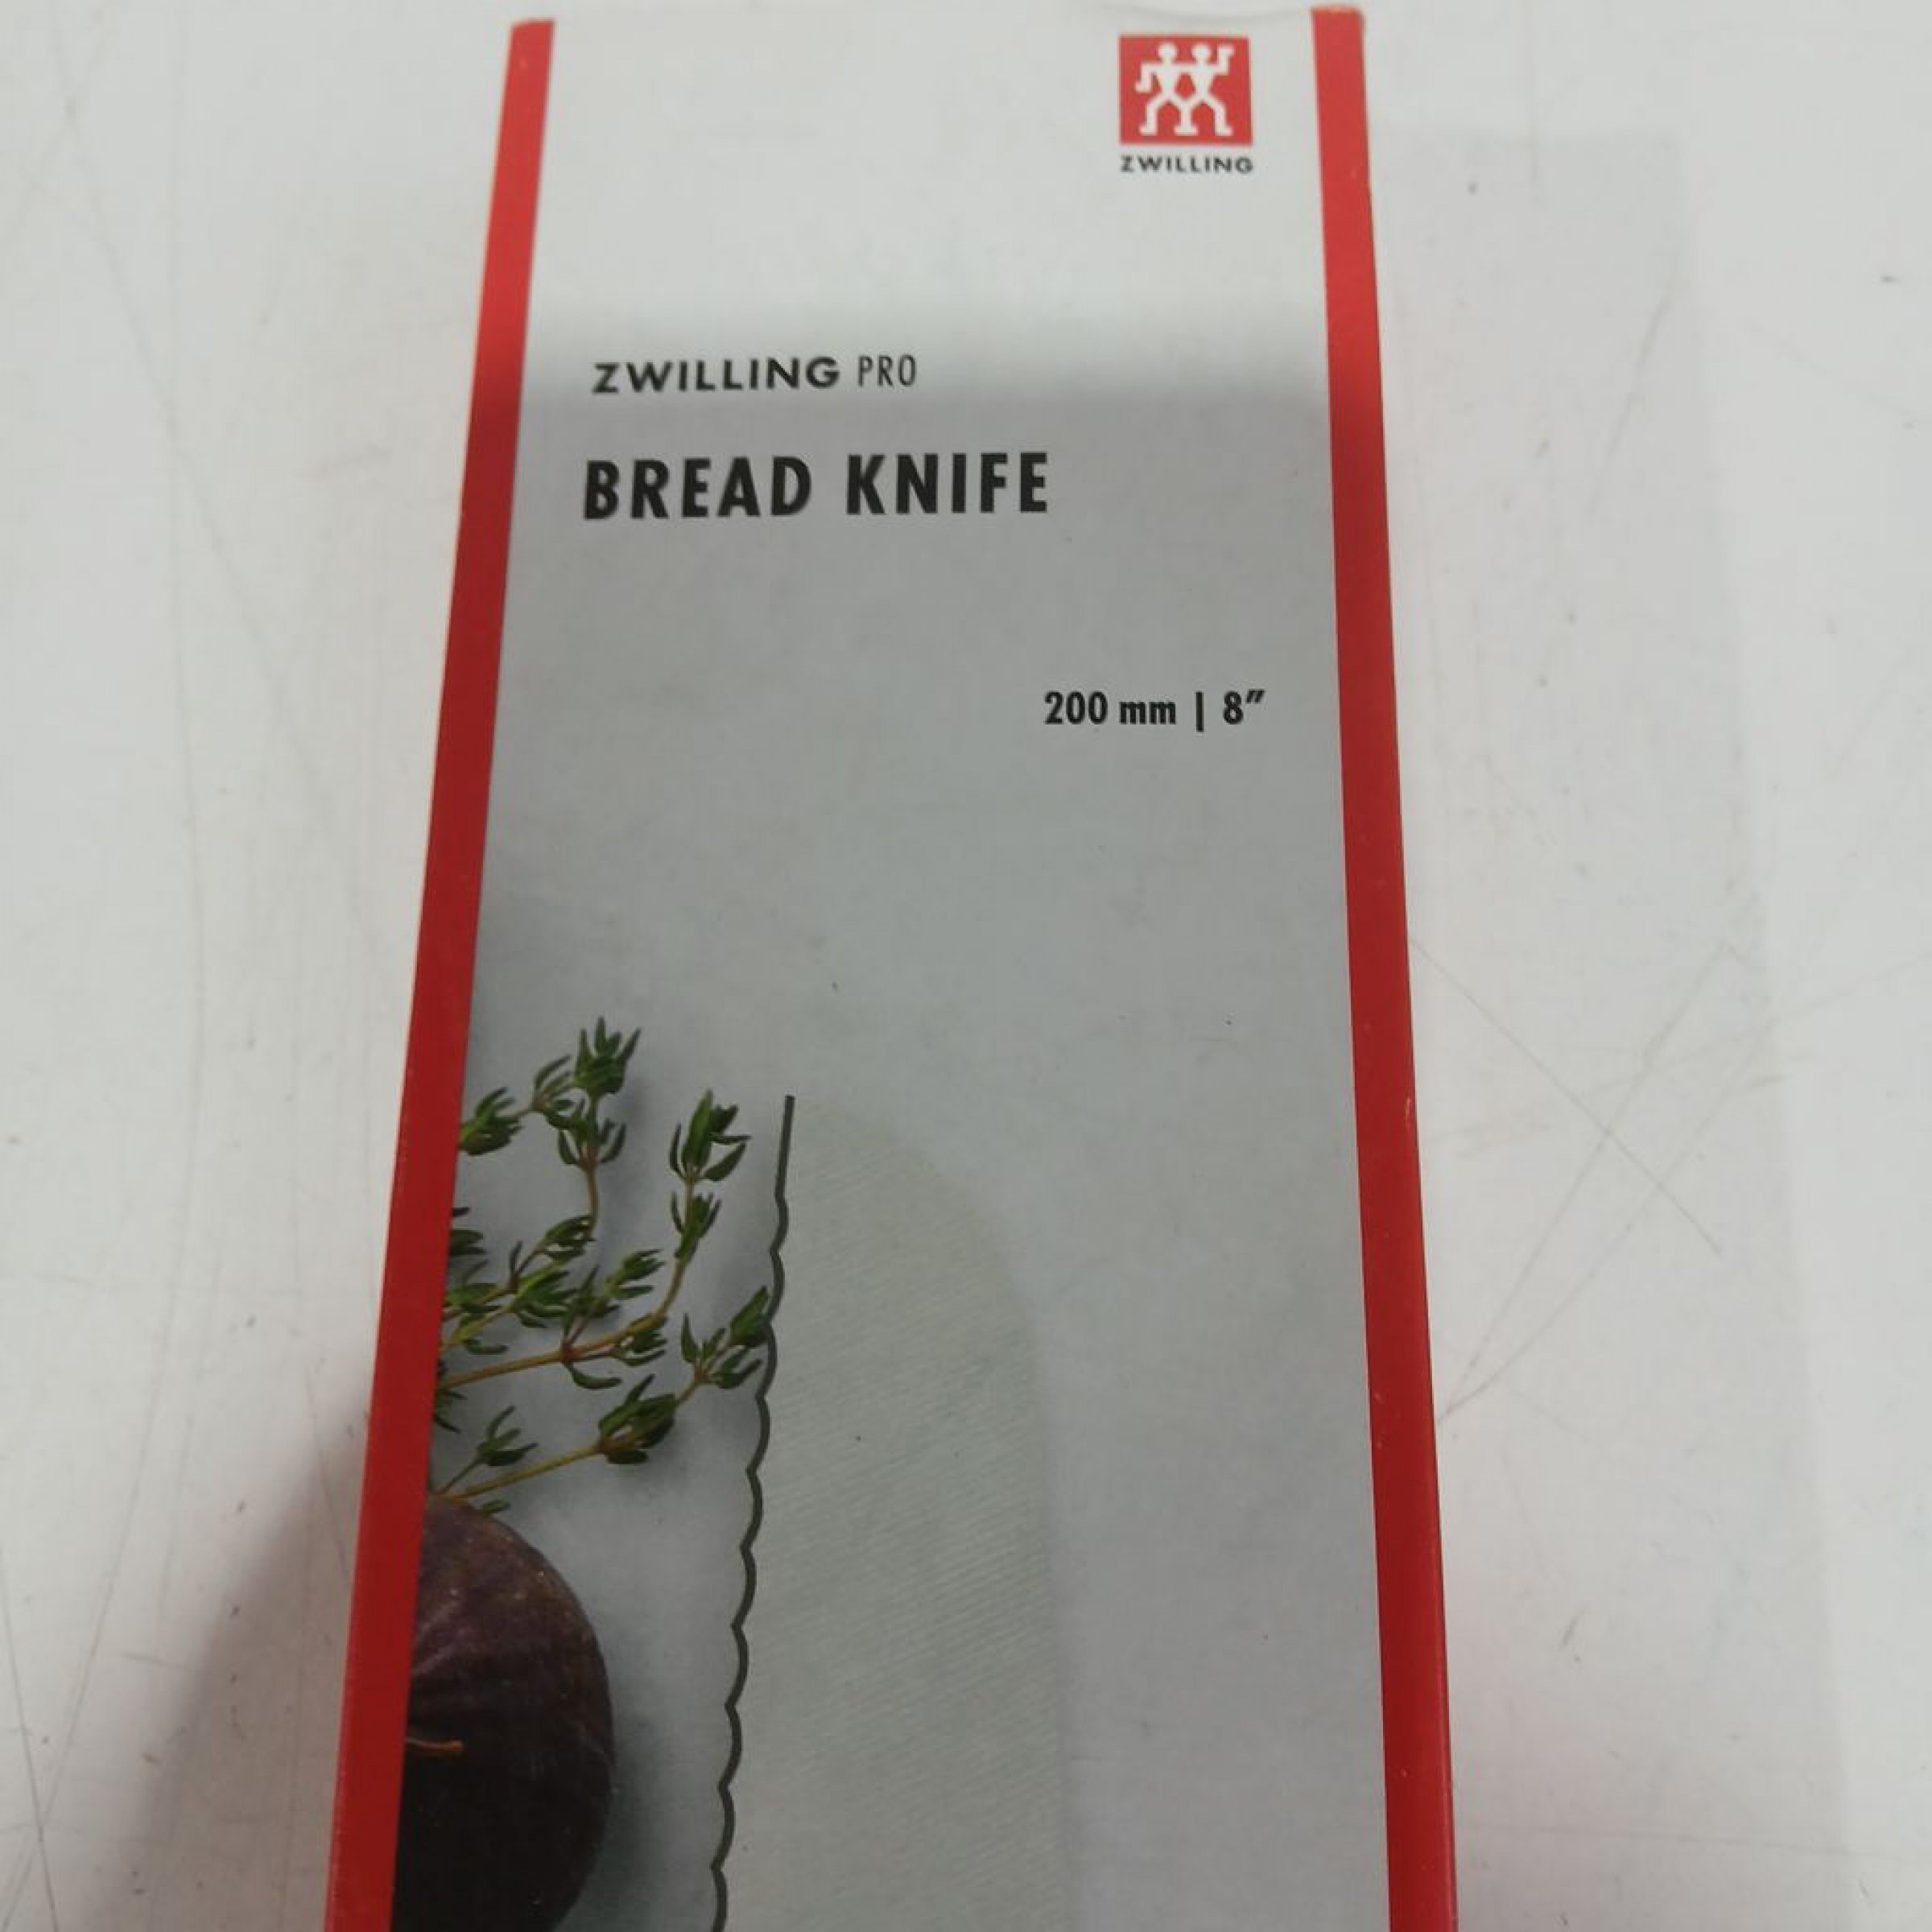 ZWILLING
ZWILLING PRO
BREAD KNIFE
200 mm | 8"